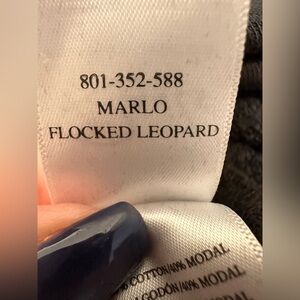 801-352-588
MARLO
FLOCKED LEOPARD
COTTON/40% MODAL
ALGODÓN/40% MODAL